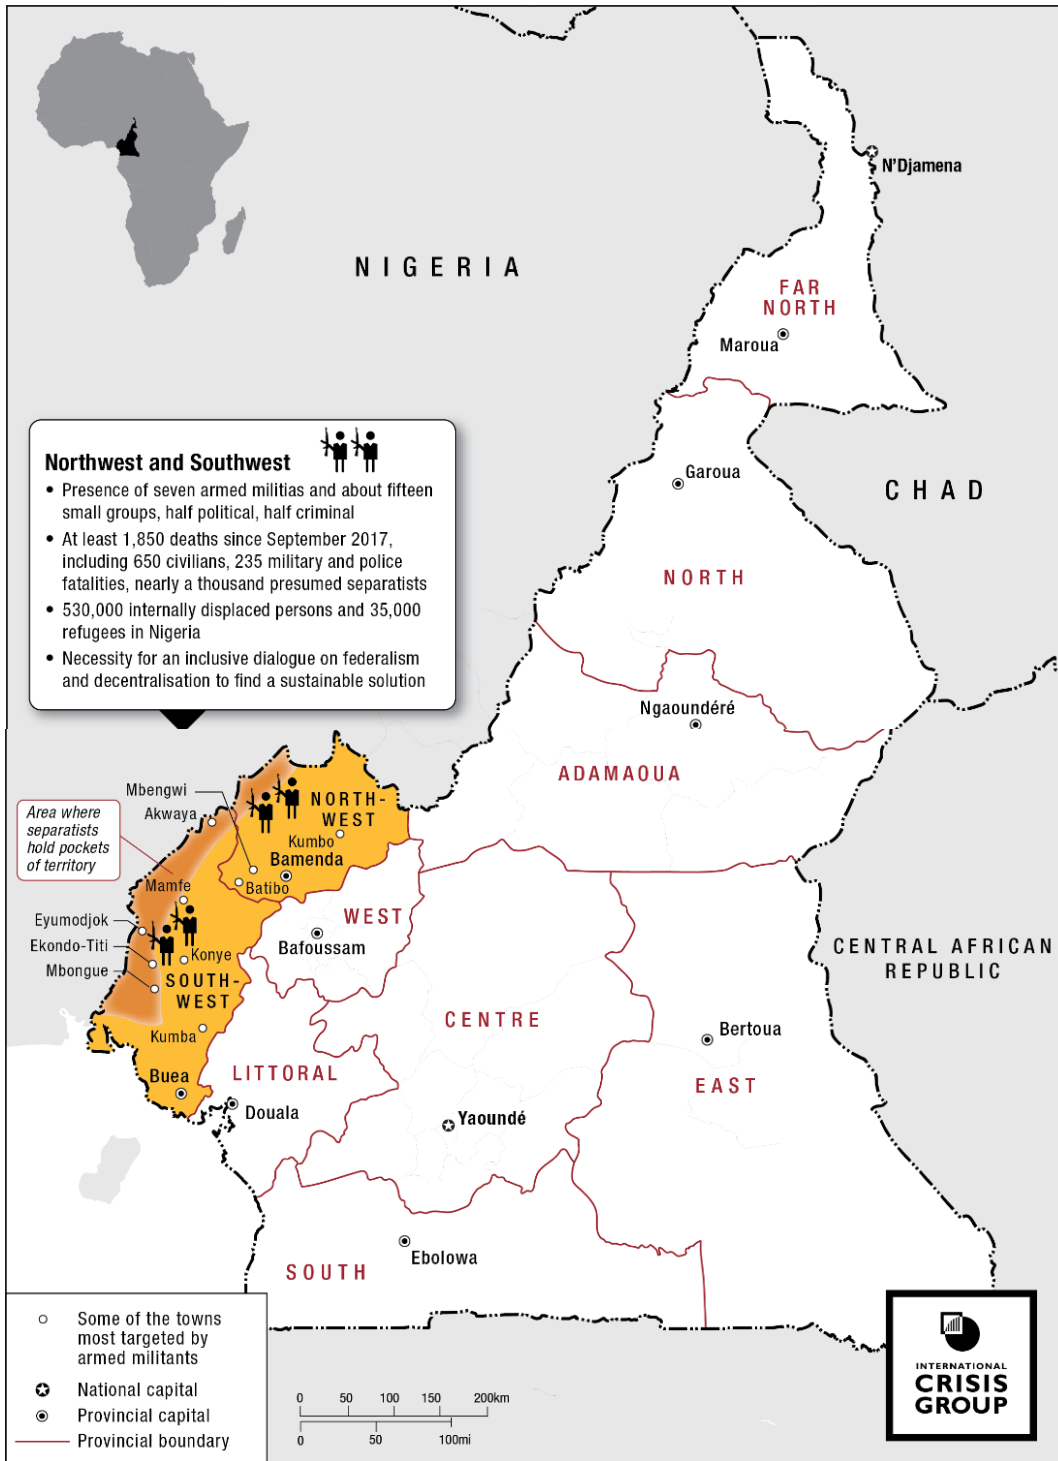 N'Djamena
NIGERIA
FAR
NORTH
Maroua
Northwest and Southwest
• Presence of seven armed militias and about fifteen
small groups, half political, half criminal
• At least 1,850 deaths since September 2017,
including 650 civilians, 235 military and police
fatalities, nearly a thousand presumed separatists
• 530,000 internally displaced persons and 35,000
refugees in Nigeria
• Necessity for an inclusive dialogue on federalism
and decentralisation to find a sustainable solution
Garoua
CHAD
NORTH
Ngaoundéré
ADAMAOUA
Mbengwi
Akwaya
Area where
separatists
hold pockets
of territory
NORTH-
WEST
Kumbo
Bamenda
Batibo
Mamfe
Eyumodjok
Ekondo-Titi
Mbongue
Konye
SOUTH-
WEST
Kumba
Buea
WEST
Bafoussam
CENTRAL AFRICAN
REPUBLIC
CENTRE
Bertoua
EAST
LITTORAL
Douala
Yaoundé
Ebolowa
SOUTH
Some of the towns
most targeted by
armed militants
National capital
Provincial capital
Provincial boundary
0 50 100 150 200km
0 50 100mi
INTERNATIONAL
CRISIS
GROUP